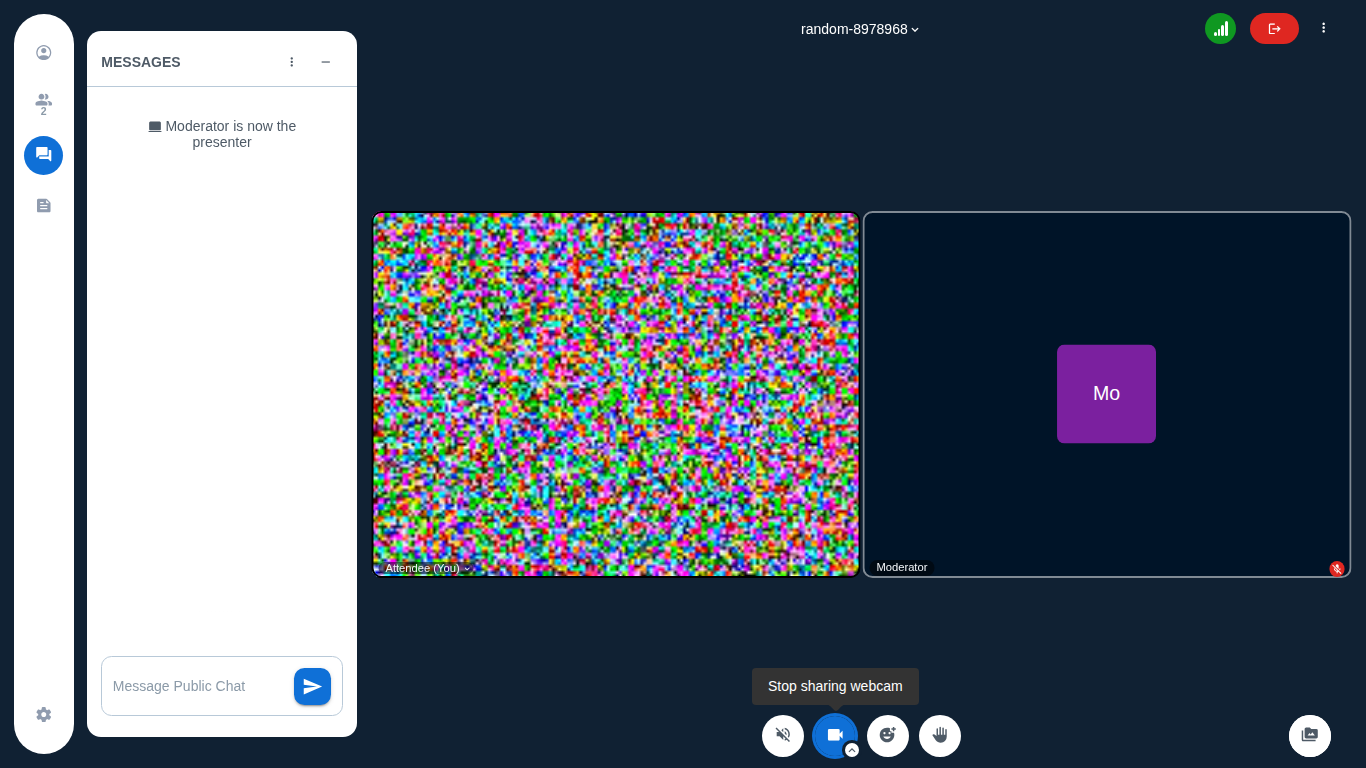 random-8978968
MESSAGES
2
Moderator is now the
presenter
Attendee (You)
Mo
Moderator
Message Public Chat
Stop sharing webcam